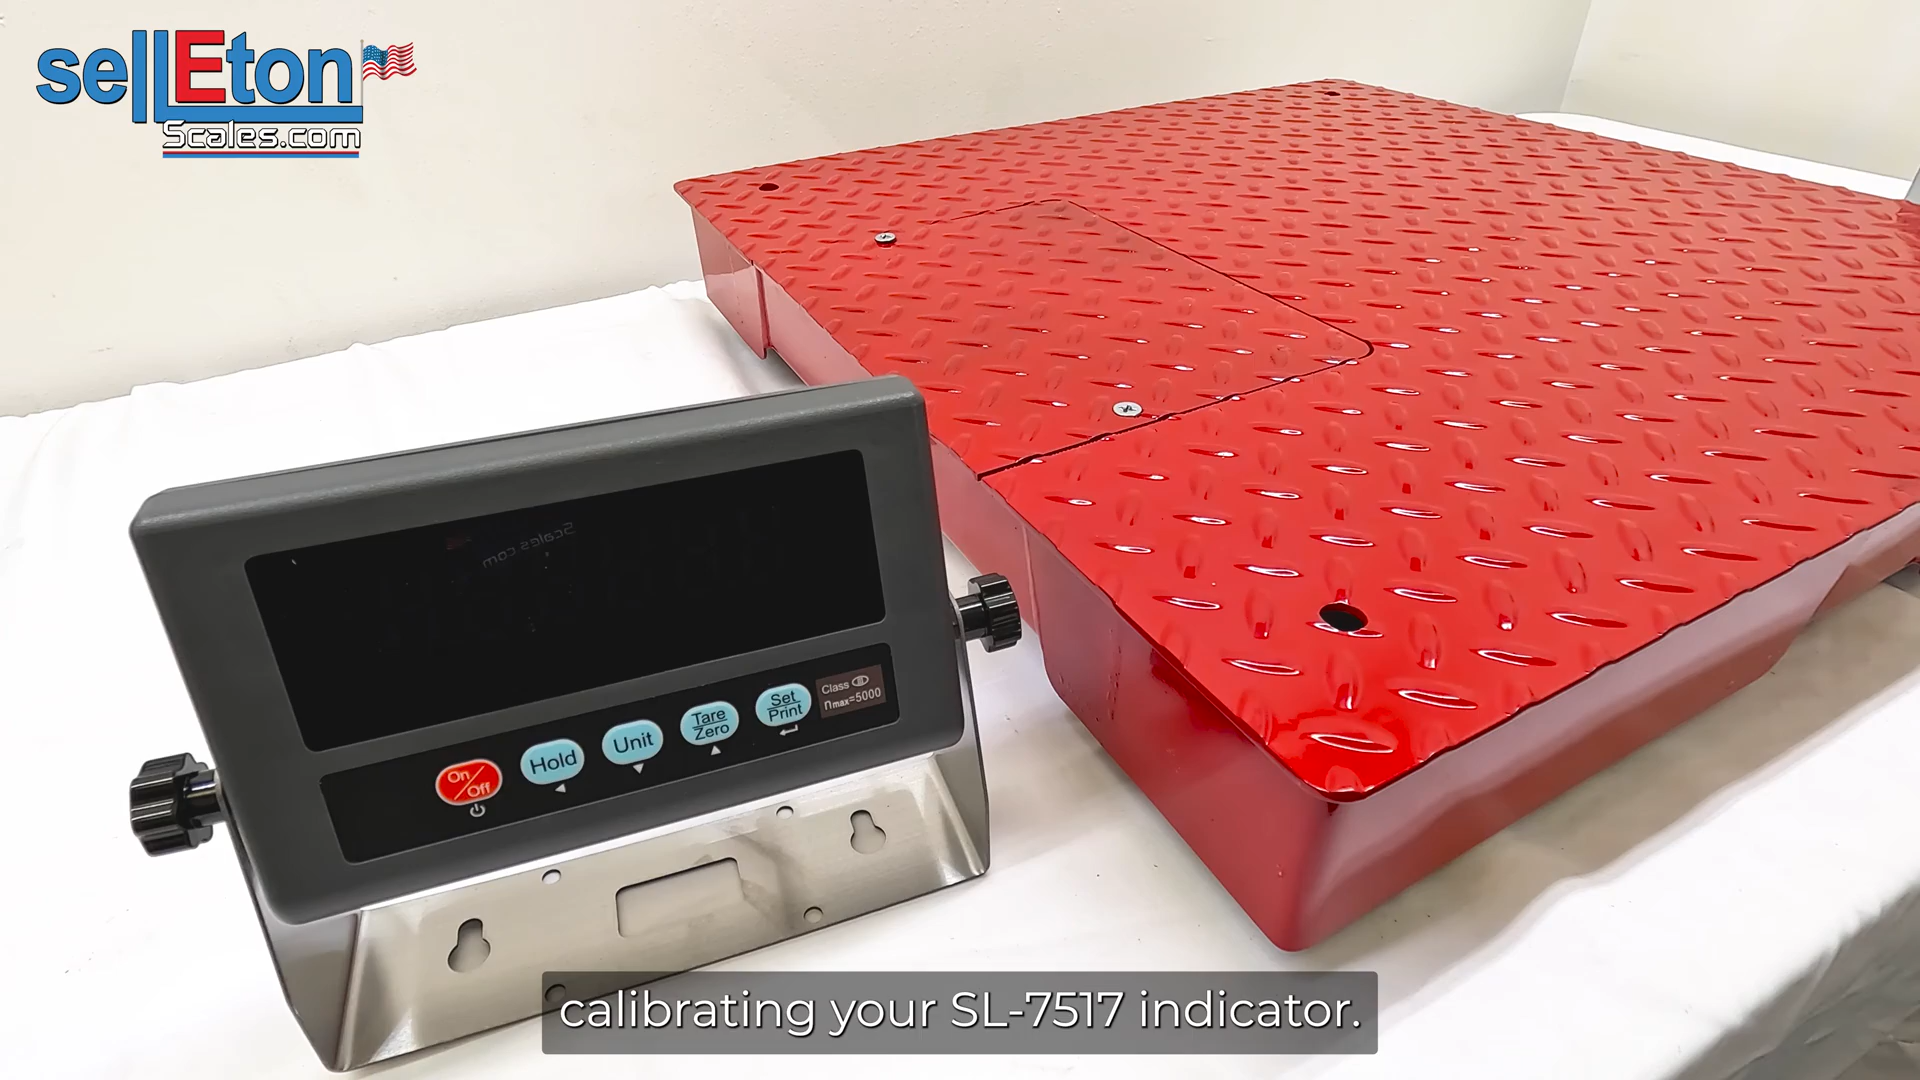 sellEton
Scales.com
On/Off
Hold
Unit
Tare
Zero
Set
Print
Class III
nmax=5000
calibrating your SL-7517 indicator.